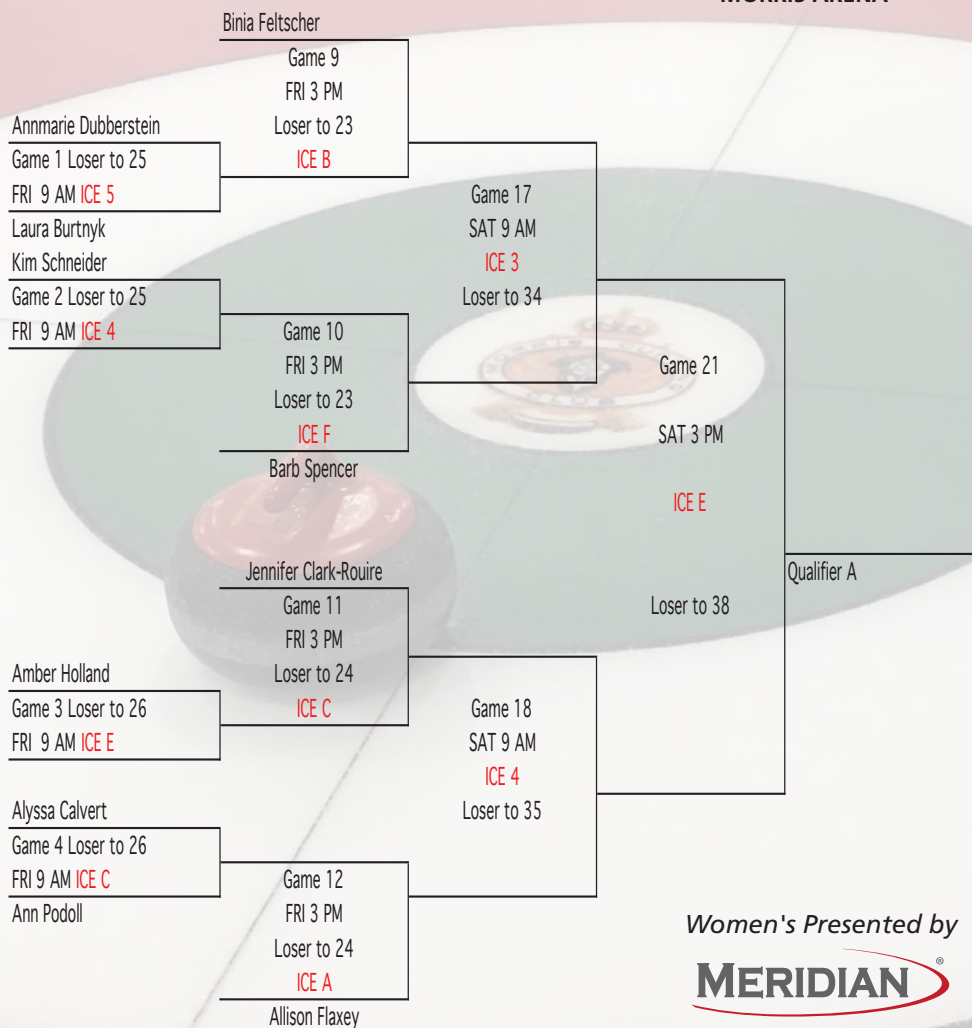 MORRIS ARENA
Binia Feltscher
Game 9
FRI 3 PM
Loser to 23
ICE B
Annmarie Dubberstein
Game 1 Loser to 25
FRI 9 AM ICE 5
Laura Burtnyk
Kim Schneider
Game 2 Loser to 25
FRI 9 AM ICE 4
Game 10
FRI 3 PM
Loser to 23
ICE F
Barb Spencer
Game 17
SAT 9 AM
ICE 3
Loser to 34
Game 21
SAT 3 PM
ICE E
Loser to 38
Qualifier A
Jennifer Clark-Rouire
Game 11
FRI 3 PM
Loser to 24
ICE C
Amber Holland
Game 3 Loser to 26
FRI 9 AM ICE E
Game 18
SAT 9 AM
ICE 4
Loser to 35
Alyssa Calvert
Game 4 Loser to 26
FRI 9 AM ICE C
Ann Podoll
Game 12
FRI 3 PM
Loser to 24
ICE A
Allison Flaxey
Women's Presented by
MERIDIAN®